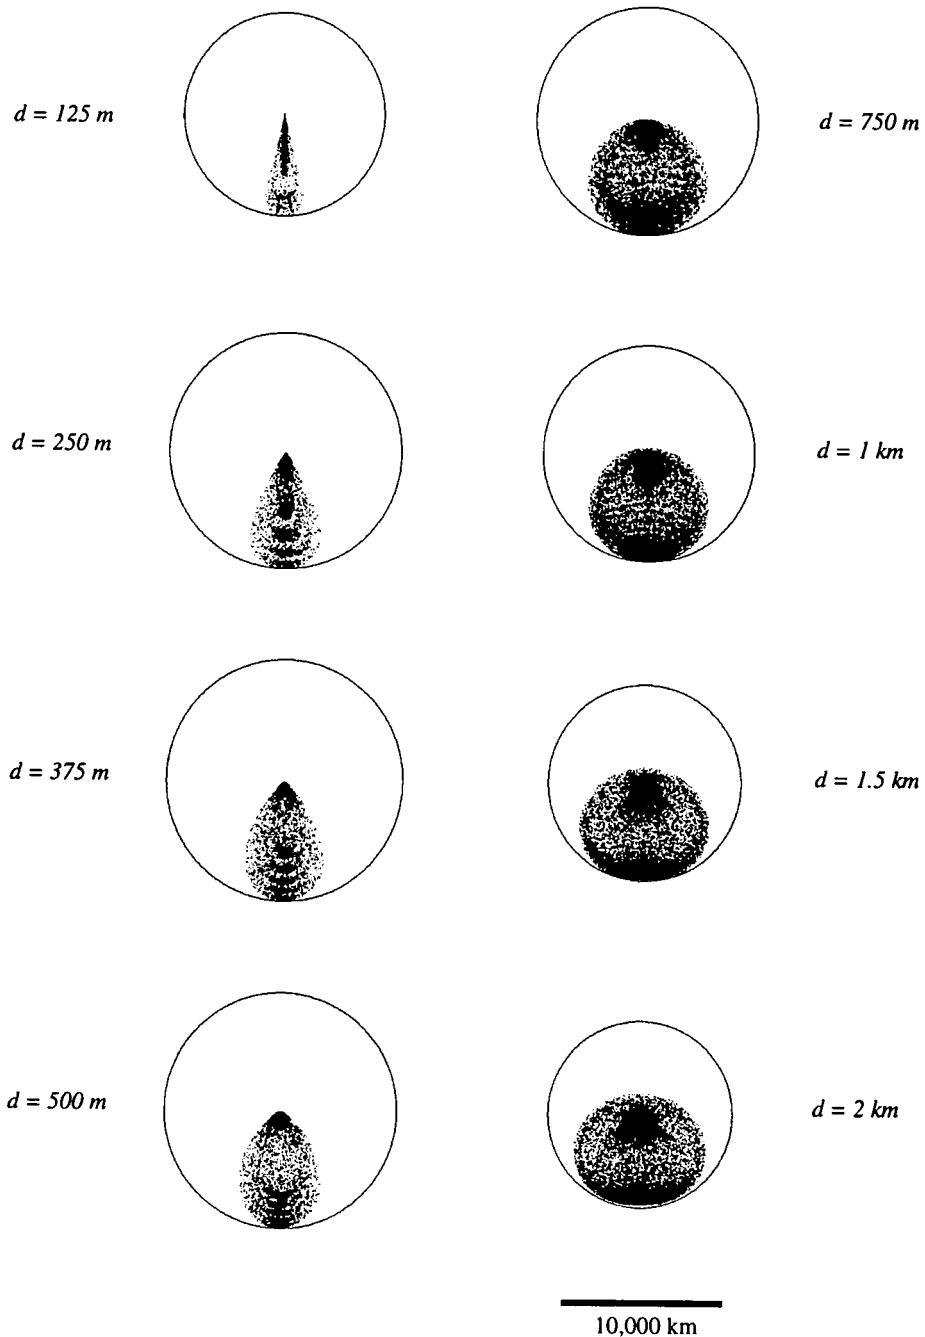 d = 125 m
d = 750 m
d = 250 m
d = 1 km
d = 375 m
d = 1.5 km
d = 500 m
d = 2 km
10,000 km